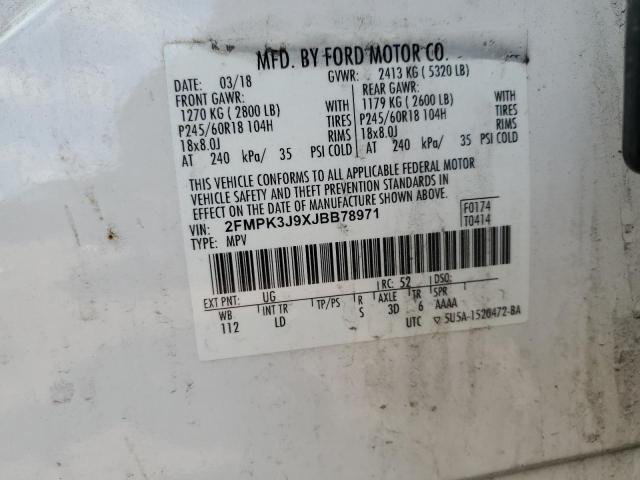 MFD. BY FORD MOTOR CO.
DATE: 03/18 GVWR: 2413 KG ( 5320 LB)
FRONT GAWR: REAR GAWR:
1270 KG ( 2800 LB) 1179 KG ( 2600 LB)
P245/60R18 104H TIRES P245/60R18 104H TIRES
18x8.0J RIMS 18x8.0J RIMS
AT 240 kPa/ 35 PSI COLD AT 240 kPa/ 35 PSI COLD
THIS VEHICLE CONFORMS TO ALL APPLICABLE FEDERAL MOTOR
VEHICLE SAFETY AND THEFT PREVENTION STANDARDS IN
EFFECT ON THE DATE OF MANUFACTURE SHOWN ABOVE.
VIN: 2FMPK3J9XJBB78971 F0174
TYPE: MPV T0414
EXT PNT: UG RC: 52 DSO:
WB INT TR TP/PS R AXLE TR SPR
112 LD S 3D 6 AAAA
UTC ▽ 5U5A-1520472-BA